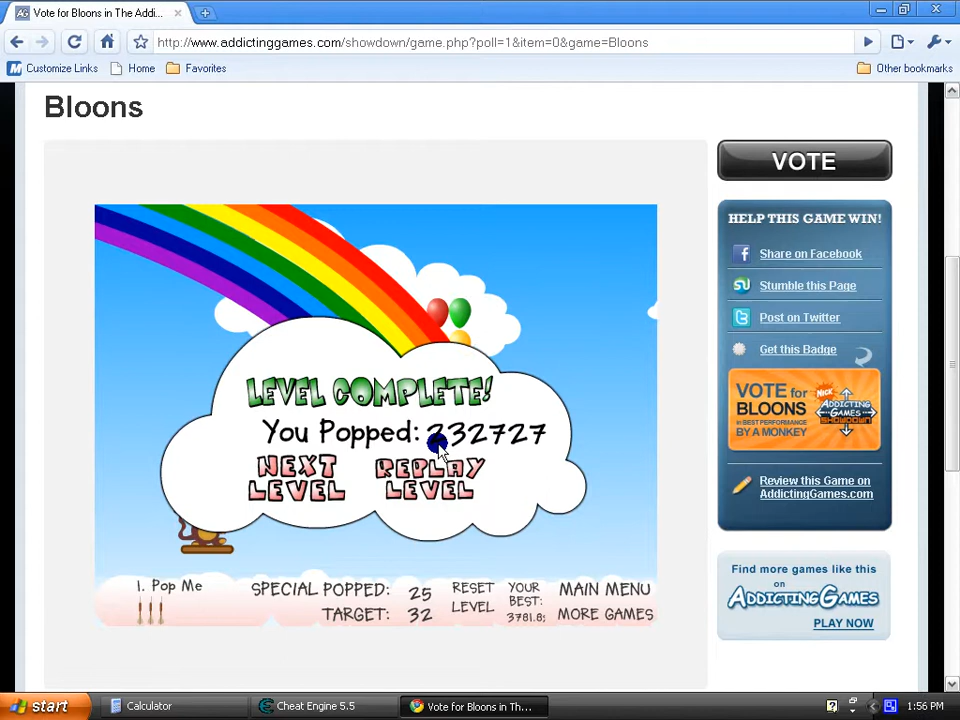 Vote for Bloons in The Addi...
http://www.addictinggames.com/showdown/game.php?poll=1&item=0&game=Bloons
Customize Links
Home
Favorites
Other bookmarks
Bloons
VOTE
HELP THIS GAME WIN!
Share on Facebook
Stumble this Page
Post on Twitter
Get this Badge
VOTE for
BLOONS
IN BEST PERFORMANCE
BY A MONKEY
NICK
ADDICTING
GAMES
SHOWDOWN
Review this Game on
AddictingGames.com
Find more games like this
on
ADDICTINGGAMES
PLAY NOW
LEVEL COMPLETE!
You Popped: 232727
NEXT
LEVEL
REPLAY
LEVEL
1. Pop Me
SPECIAL POPPED: 25
TARGET: 32
RESET
LEVEL
YOUR
BEST:
3781.8;
MAIN MENU
MORE GAMES
start
Calculator
Cheat Engine 5.5
Vote for Bloons in Th...
1:56 PM